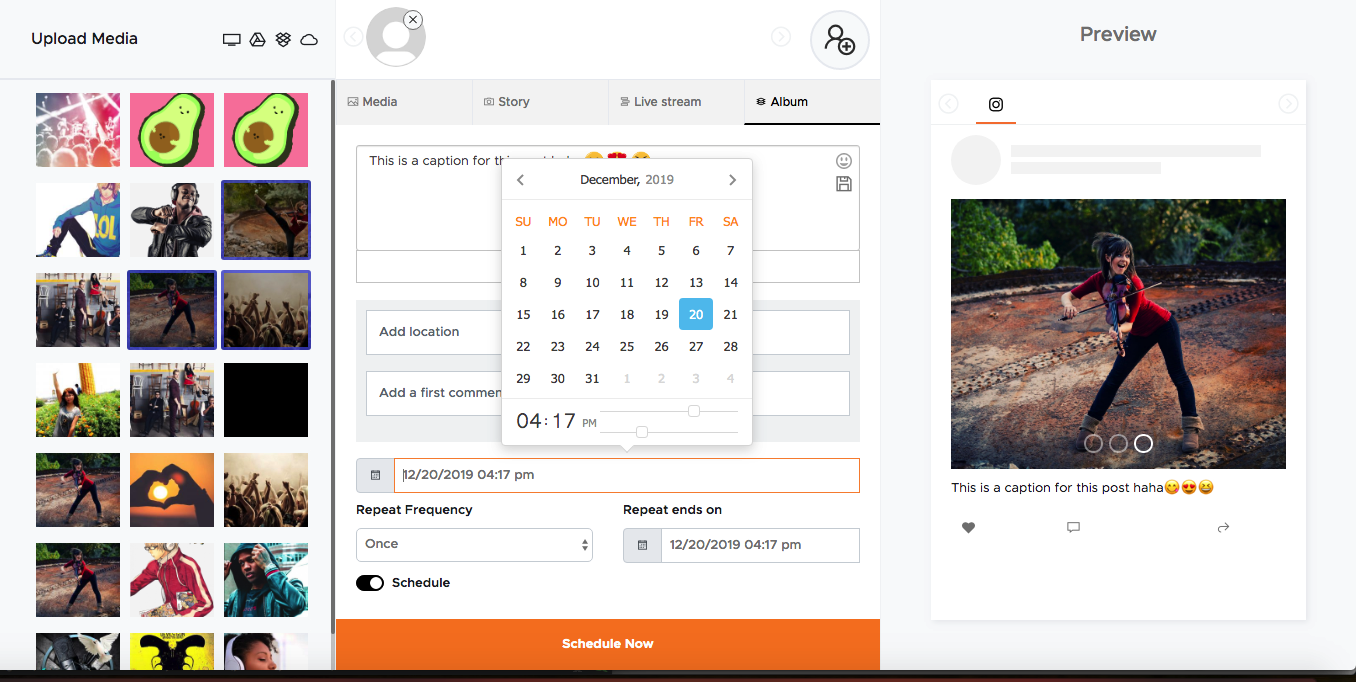 Upload Media
Preview
Media
Story
Live stream
Album
This is a caption for
December, 2019
SU MO TU WE TH FR SA
1 2 3 4 5 6 7
8 9 10 11 12 13 14
15 16 17 18 19 20 21
22 23 24 25 26 27 28
29 30 31 1 2 3 4
04:17 PM
Add location
Add a first commen
12/20/2019 04:17 pm
Repeat Frequency
Once
Repeat ends on
12/20/2019 04:17 pm
Schedule
Schedule Now
This is a caption for this post haha😋😍😆